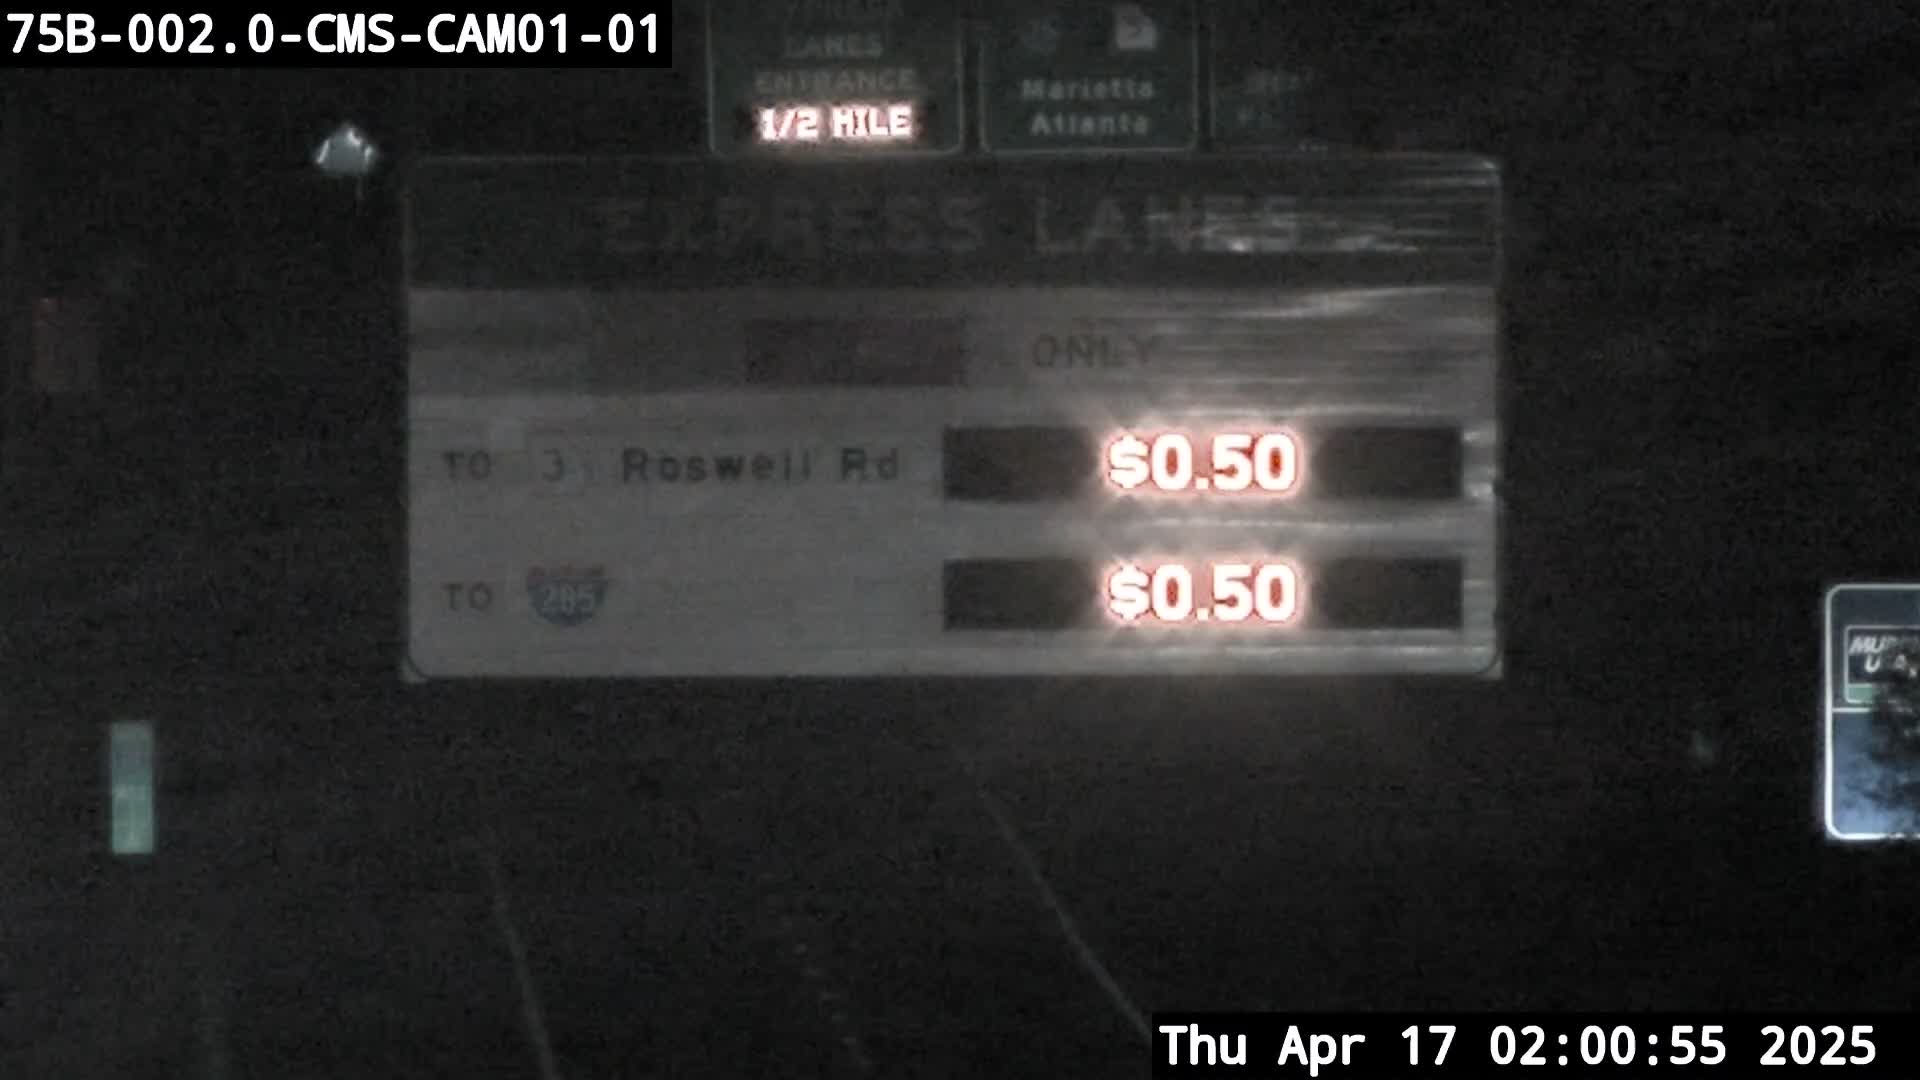 75B-002.0-CMS-CAM01-01
LANES
ENTRANCE
1/2 MILE
Marietta
Atlanta
EXPRESS LANES
ONLY
TO 3 Roswell Rd $0.50
TO 285 $0.50
Thu Apr 17 02:00:55 2025